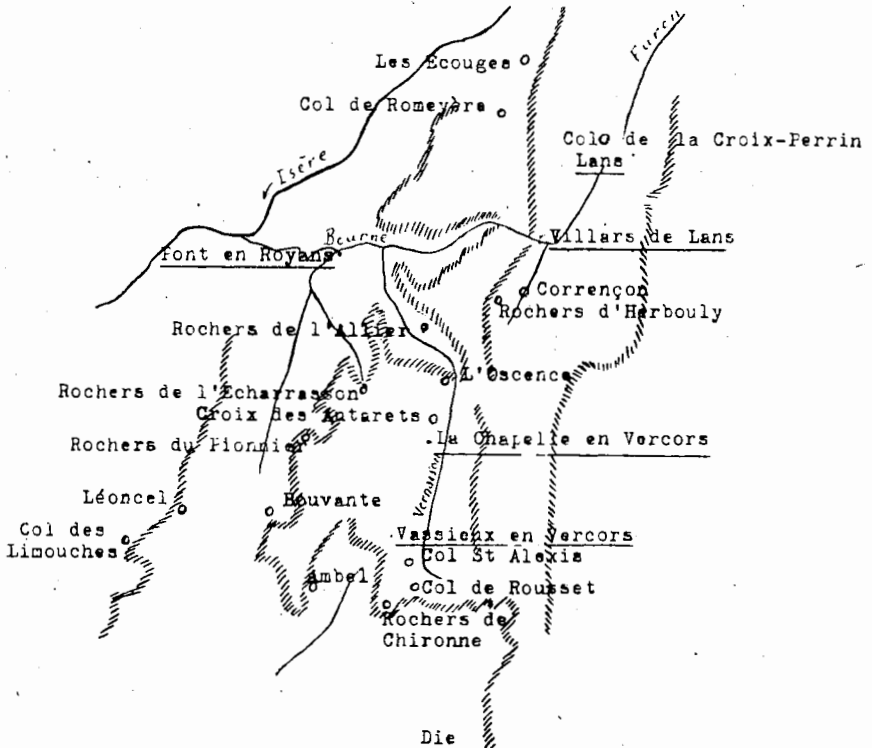 Furon
Les Ecouges
Col de Romeyère
Col de la Croix-Perrin
Lans
Isère
Bourne
Villars de Lans
Pont en Royans
Corrençon
Rochers d'Herbouly
Rochers de l'Allier
L'Oscence
Rochers de l'Echarrasson
Croix des Antarets
La Chapelle en Vercors
Rochers du Pionnier
Vernaison
Léoncel
Bouvante
Col des
Limouches
Vassieux en Vercors
Col St Alexis
Ambel
Col de Rousset
Rochers de
Chironne
Die